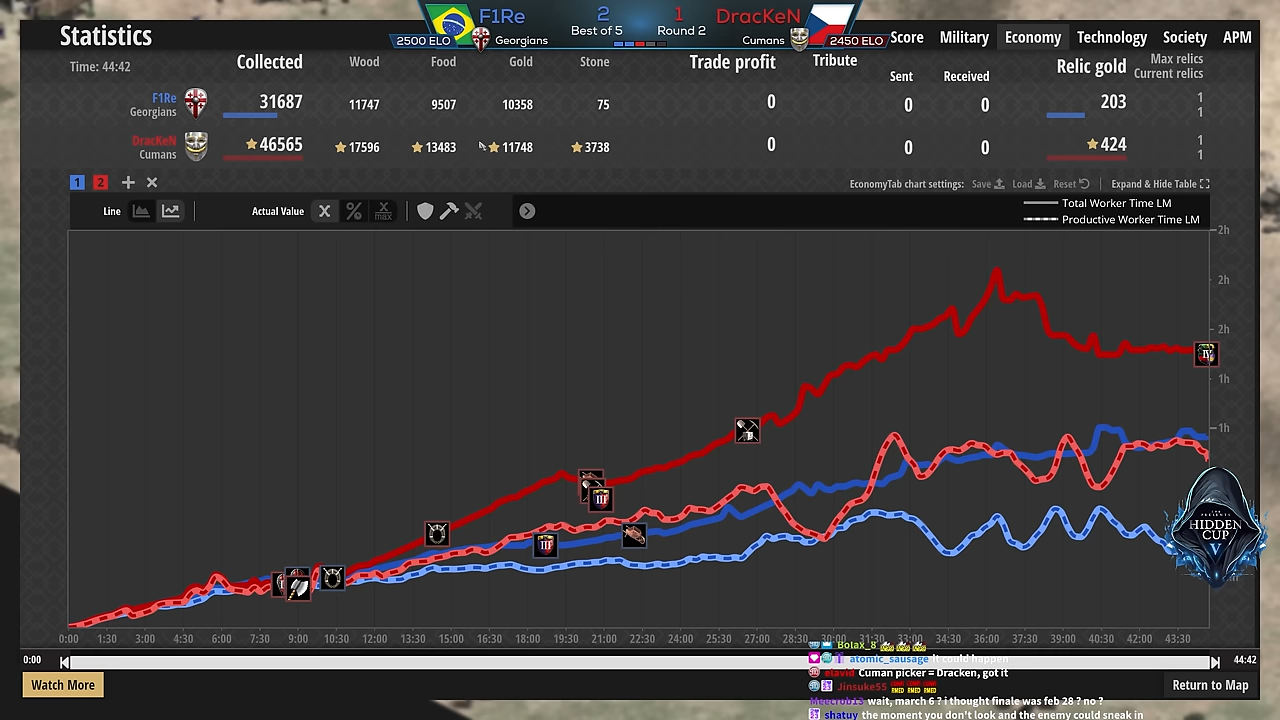 F1Re 2 1 DracKeN
2500 ELO Georgians Best of 5 Round 2 Cumans 2450 ELO
Statistics Score Military Economy Technology Society APM
Time: 44:42 Collected Wood Food Gold Stone Trade profit Tribute Sent Received Relic gold Max relics
Current relics
F1Re 31687 11747 9507 10358 75 0 0 0 203 1
Georgians 1
DracKeN 46565 17596 13483 11748 3738 0 0 0 424 1
Cumans 1
1 2 EconomyTab chart settings: Save Load Reset Expand & Hide Table
Line Actual Value X % X max Total Worker Time LM
Productive Worker Time LM
2h
2h
2h
1h
1h
IV
III
III
THE PRESENTS
HIDDEN
CUP
V
0:00 1:30 3:00 4:30 6:00 7:30 9:00 10:30 12:00 13:30 15:00 16:30 18:00 19:30 21:00 22:30 24:00 25:30 27:00 28:30 30:00 31:30 33:00 34:30 36:00 37:30 39:00 40:30 42:00 43:30
Bolax_8
0:00 44:42
atomic_sausage it could happen
elavid Cuman picker = Dracken, got it
Watch More Return to Map
Jinsuke55
Meecrob13 wait, march 6 ? i thought finale was feb 28 ? no ?
shatuy the moment you don't look and the enemy could sneak in